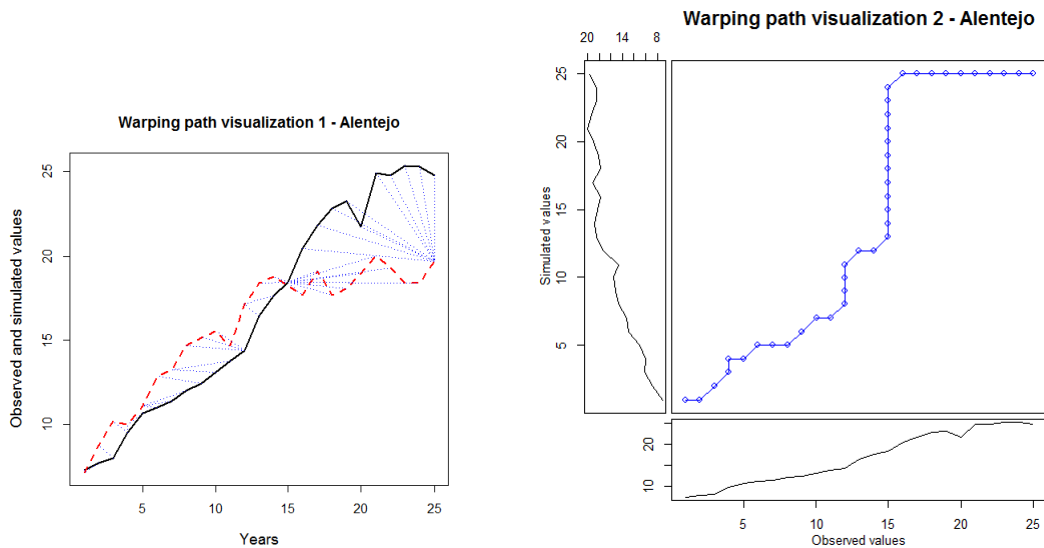 Warping path visualization 1 - Alentejo
Observed and simulated values
25
20
15
10
5 10 15 20 25
Years
Warping path visualization 2 - Alentejo
20 14 8
Simulated values
25
20
15
10
5
20
10
5 10 15 20 25
Observed values